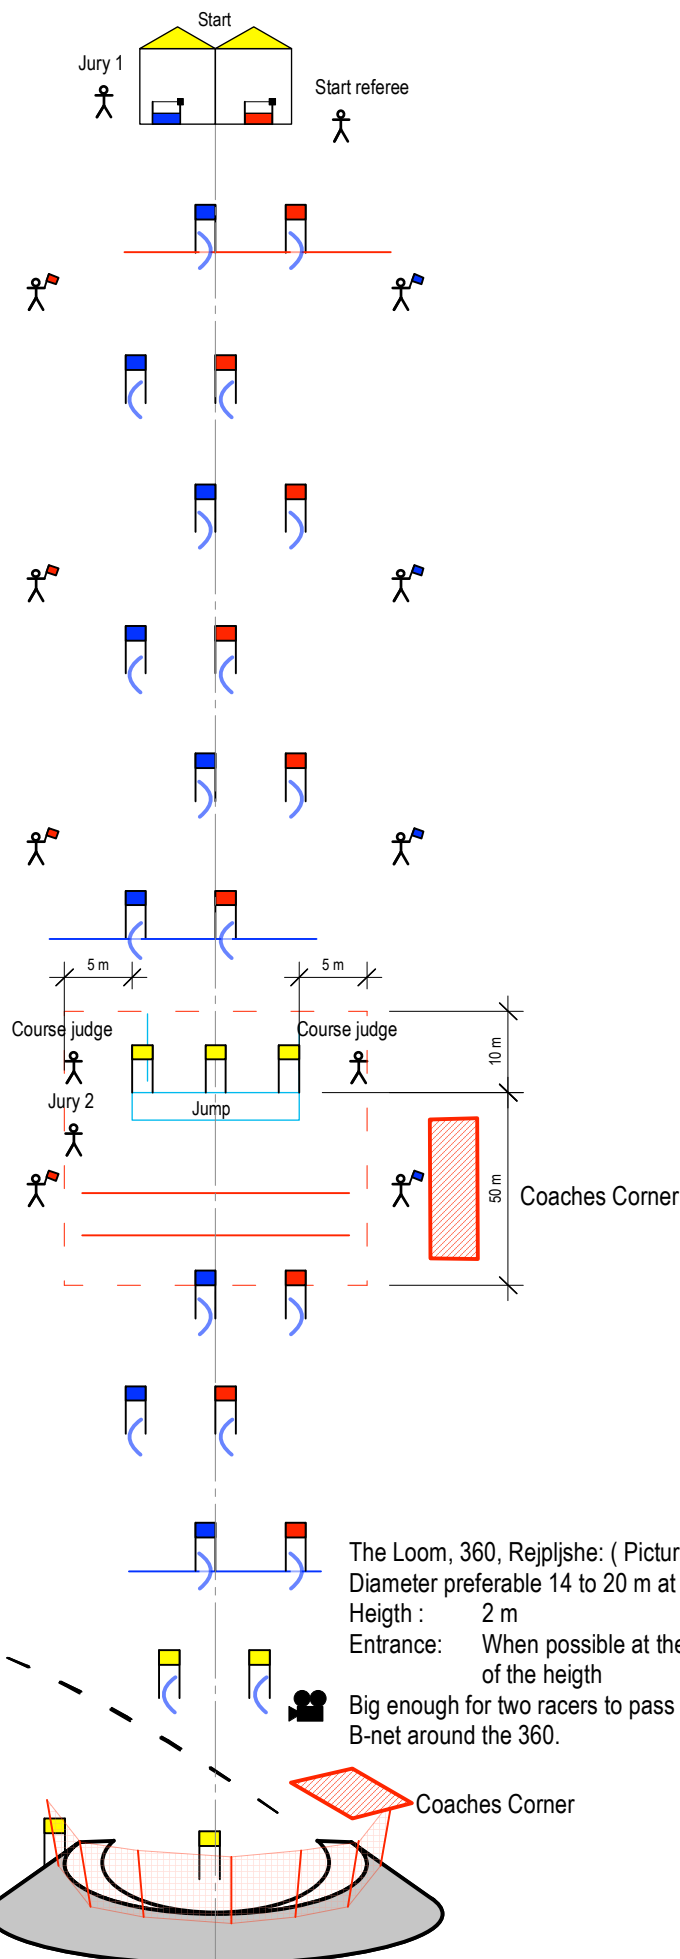 Start
Jury 1
Start referee
5 m
5 m
Course judge
Course judge
10 m
Jury 2
Jump
50 m
Coaches Corner
The Loom, 360, Rejpljshe: ( Pictur
Diameter preferable 14 to 20 m at
Heigth : 2 m
Entrance: When possible at the
of the heigth
Big enough for two racers to pass
B-net around the 360.
Coaches Corner